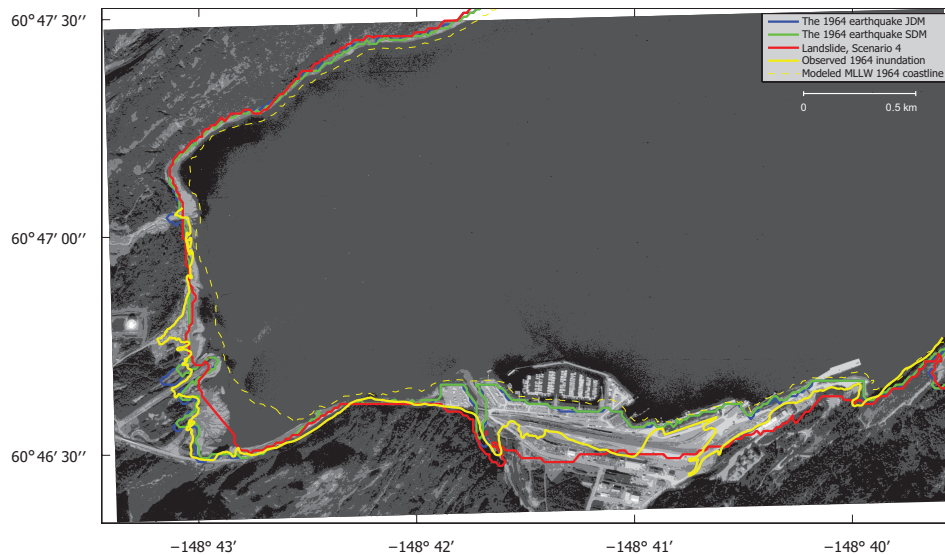 60° 47' 30"
The 1964 earthquake JDM
The 1964 earthquake SDM
Landslide, Scenario 4
Observed 1964 inundation
Modeled MLLW 1964 coastline
0 0.5 km
60° 47' 00"
60° 46' 30"
−148° 43' −148° 42' −148° 41' −148° 40'